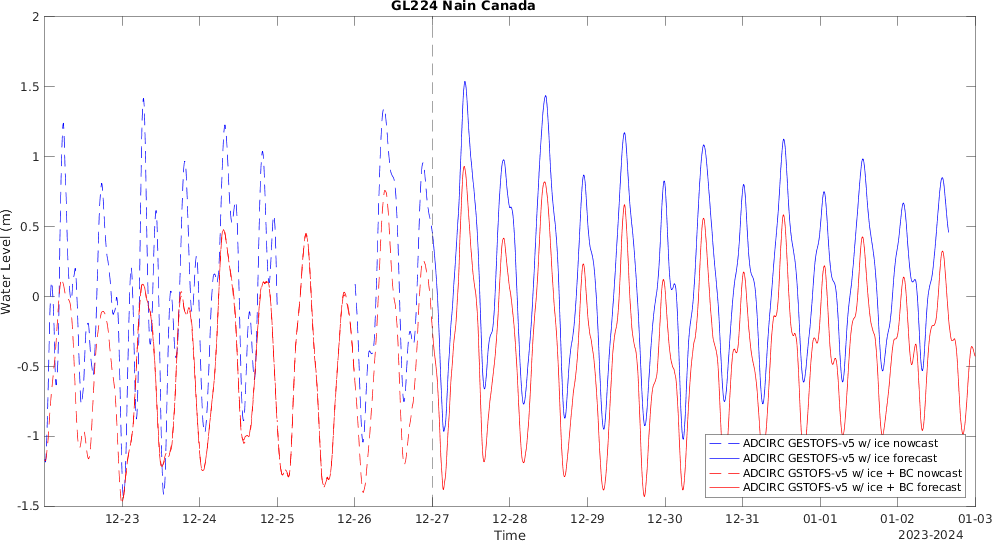 GL224 Nain Canada
2
1.5
1
0.5
0
-0.5
-1
-1.5
Water Level (m)
ADCIRC GESTOFS-v5 w/ ice nowcast
ADCIRC GESTOFS-v5 w/ ice forecast
ADCIRC GSTOFS-v5 w/ ice + BC nowcast
ADCIRC GSTOFS-v5 w/ ice + BC forecast
12-23 12-24 12-25 12-26 12-27 12-28 12-29 12-30 12-31 01-01 01-02 01-03
Time
2023-2024